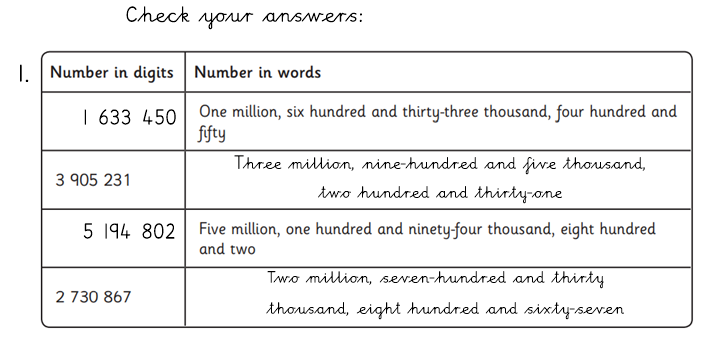 Check your answers:
1.
Number in digits Number in words
1 633 450 One million, six hundred and thirty-three thousand, four hundred and
fifty
3 905 231 Three million, nine-hundred and five thousand,
two hundred and thirty-one
5 194 802 Five million, one hundred and ninety-four thousand, eight hundred
and two
2 730 867 Two million, seven-hundred and thirty
thousand, eight hundred and sixty-seven